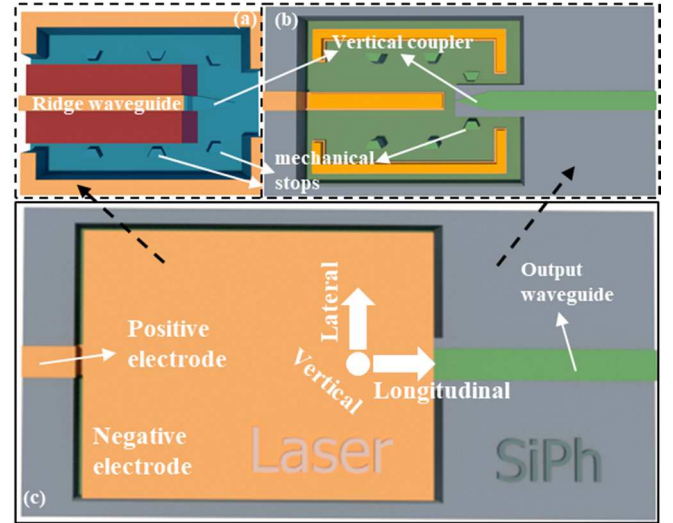 (a)
(b)
Vertical coupler
Ridge waveguide
mechanical
stops
Output
waveguide
Lateral
Positive
electrode
Vertical
Longitudinal
Negative
electrode
Laser
SiPh
(c)